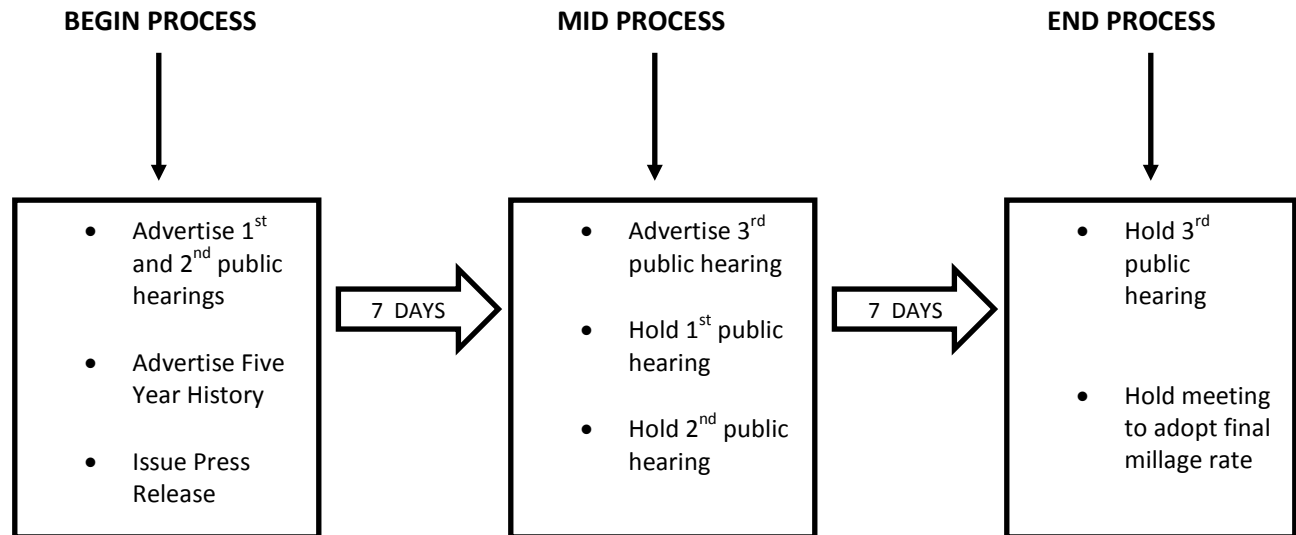 BEGIN PROCESS
MID PROCESS
END PROCESS
• Advertise 1st
and 2nd public
hearings
• Advertise Five
Year History
• Issue Press
Release
7 DAYS
• Advertise 3rd
public hearing
• Hold 1st public
hearing
• Hold 2nd public
hearing
7 DAYS
• Hold 3rd
public
hearing
• Hold meeting
to adopt final
millage rate